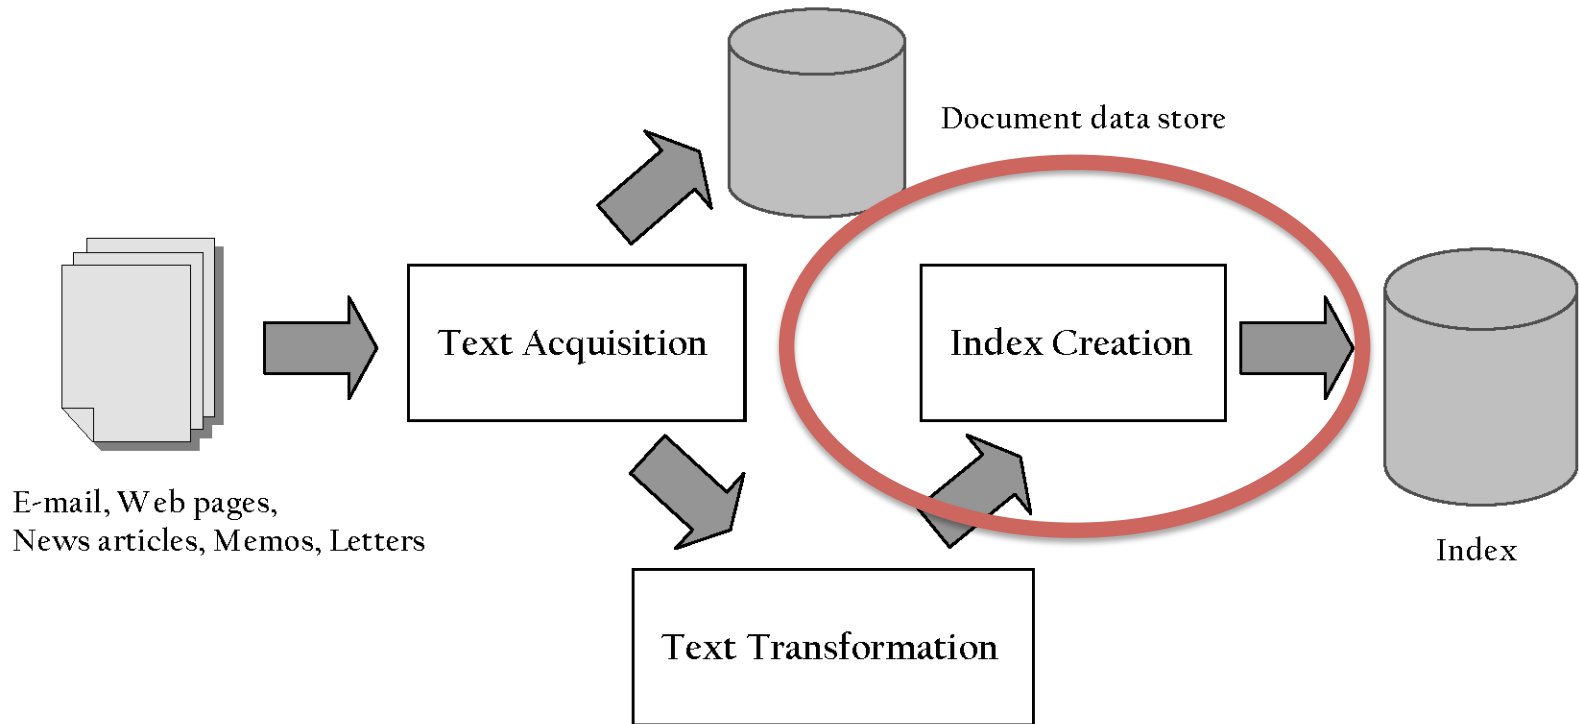 Document data store
Text Acquisition
Index Creation
E-mail, Web pages,
News articles, Memos, Letters
Index
Text Transformation